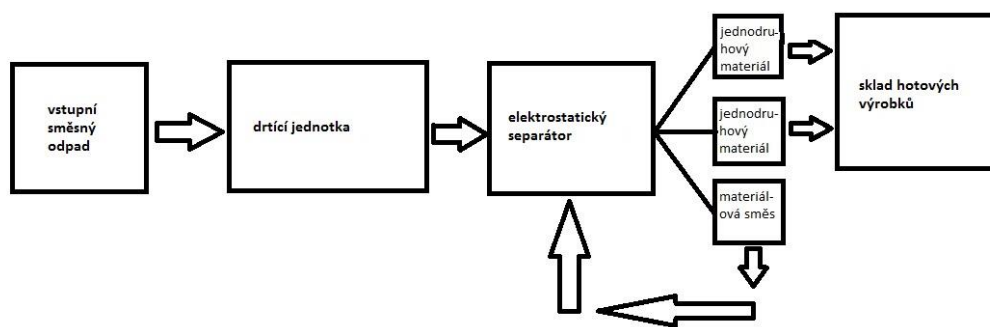 vstupní
směsný
odpad
drtící jednotka
elektrostatický
separátor
jednodru-
hový
materiál
jednodru-
hový
materiál
materiál-
ová směs
sklad hotových
výrobků